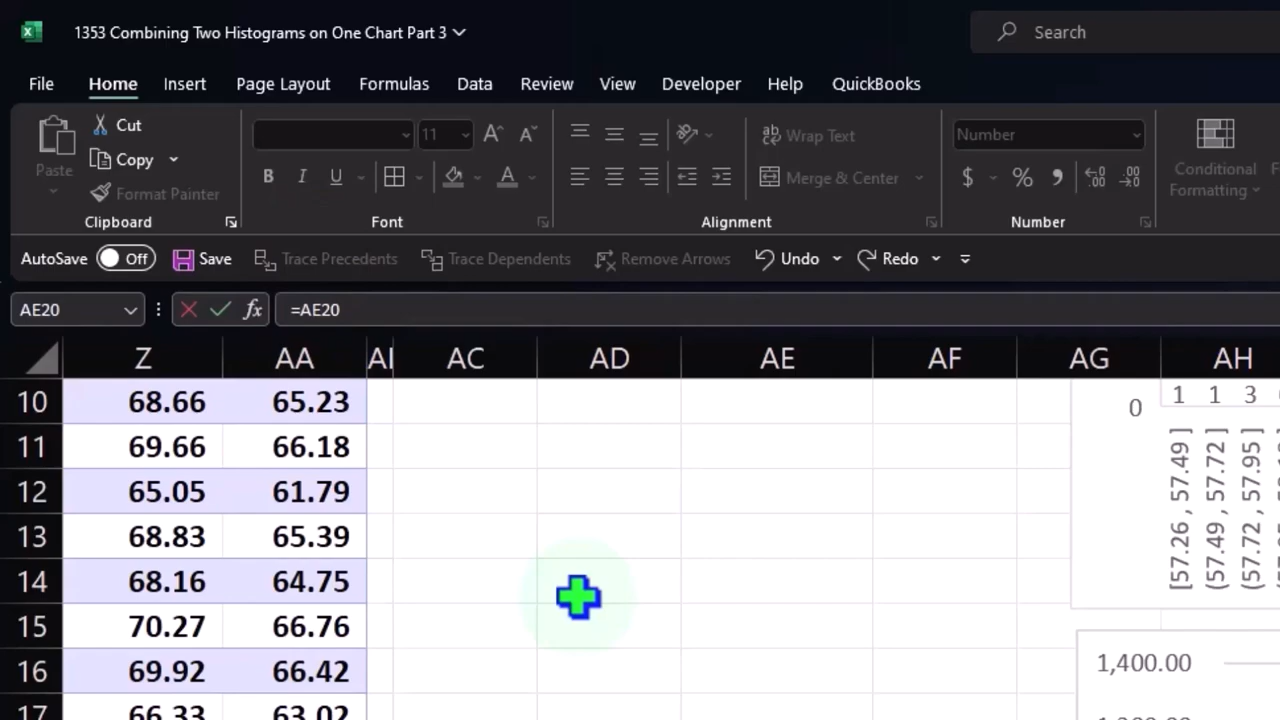 1353 Combining Two Histograms on One Chart Part 3
Search
File Home Insert Page Layout Formulas Data Review View Developer Help QuickBooks
Paste
Cut
Copy
Format Painter
Clipboard
11
B I U
Font
Wrap Text
Merge & Center
Alignment
Number
$ % 9
Number
Conditional
Formatting
AutoSave Off Save Trace Precedents Trace Dependents Remove Arrows Undo Redo
AE20 fx =AE20
Z AA AC AD AE AF AG AH
10 68.66 65.23
11 69.66 66.18
12 65.05 61.79
13 68.83 65.39
14 68.16 64.75
15 70.27 66.76
16 69.92 66.42
17 66.33 63.02
0
1 1 3
[57.26 , 57.49 ]
(57.49 , 57.72 ]
(57.72 , 57.95 ]
1,400.00